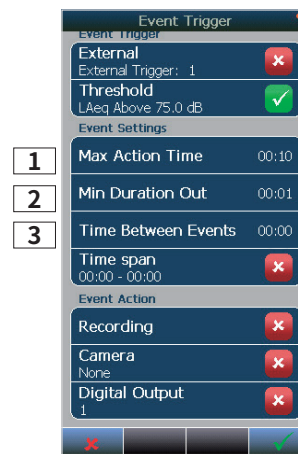 Event Trigger
Event Trigger
External
External Trigger: 1
Threshold
LAeq Above 75.0 dB
Event Settings
1
Max Action Time 00:10
2
Min Duration Out 00:01
3
Time Between Events 00:00
Time span
00:00 - 00:00
Event Action
Recording
Camera
None
Digital Output
1